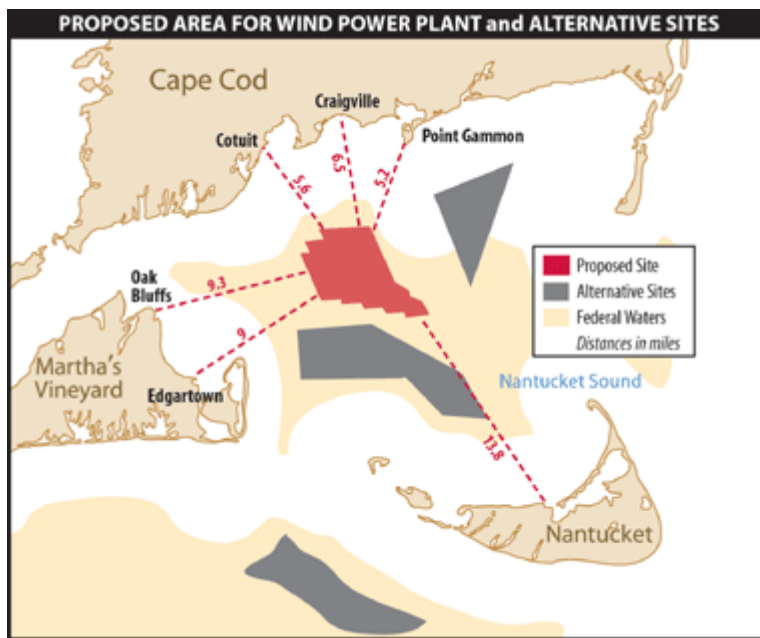 PROPOSED AREA FOR WIND POWER PLANT and ALTERNATIVE SITES
Cape Cod
Craigville
Cotuit
Point Gammon
5.6
6.5
5.2
Oak
Bluffs
9.3
Proposed Site
Alternative Sites
Federal Waters
Distances in miles
9
Martha's
Vineyard
Edgartown
Nantucket Sound
13.8
Nantucket